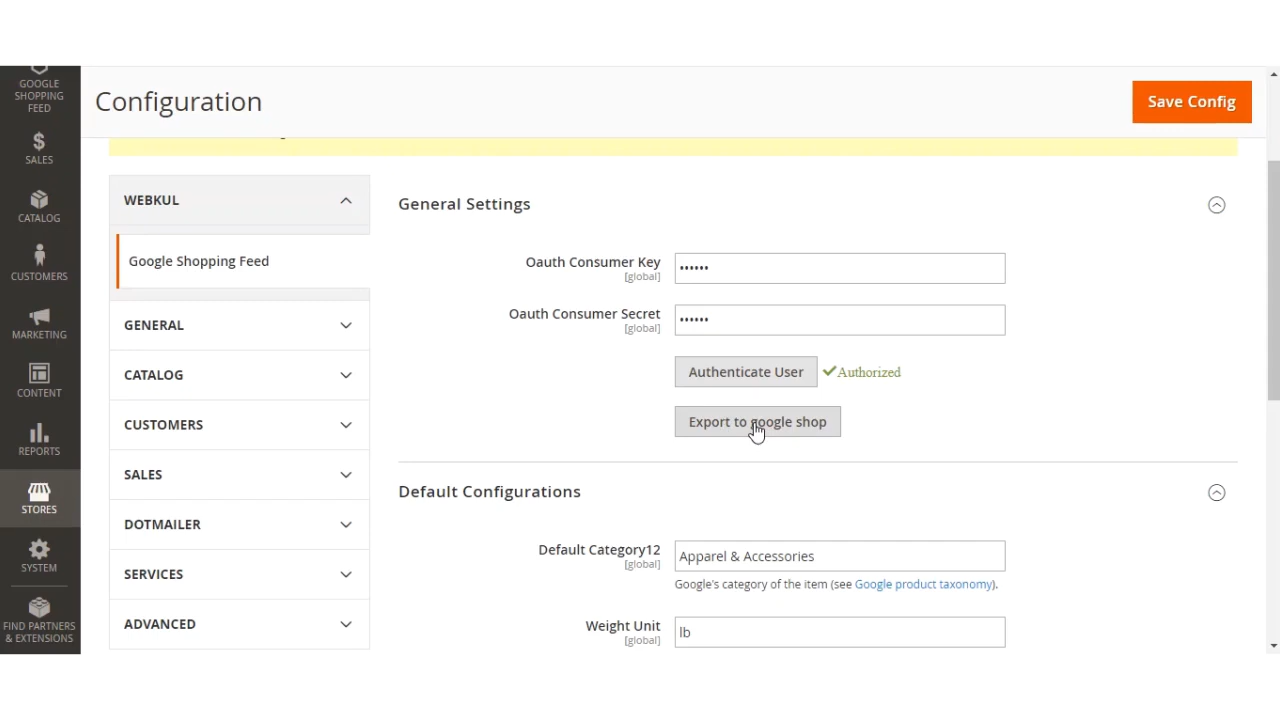 GOOGLE
SHOPPING
FEED
SALES
CATALOG
CUSTOMERS
MARKETING
CONTENT
REPORTS
STORES
SYSTEM
FIND PARTNERS
& EXTENSIONS
Configuration
Save Config
WEBKUL
Google Shopping Feed
GENERAL
CATALOG
CUSTOMERS
SALES
DOTMAILER
SERVICES
ADVANCED
General Settings
Oauth Consumer Key
[global]
••••••
Oauth Consumer Secret
[global]
••••••
Authenticate User
Authorized
Export to google shop
Default Configurations
Default Category12
[global]
Apparel & Accessories
Google's category of the item (see Google product taxonomy).
Weight Unit
[global]
lb